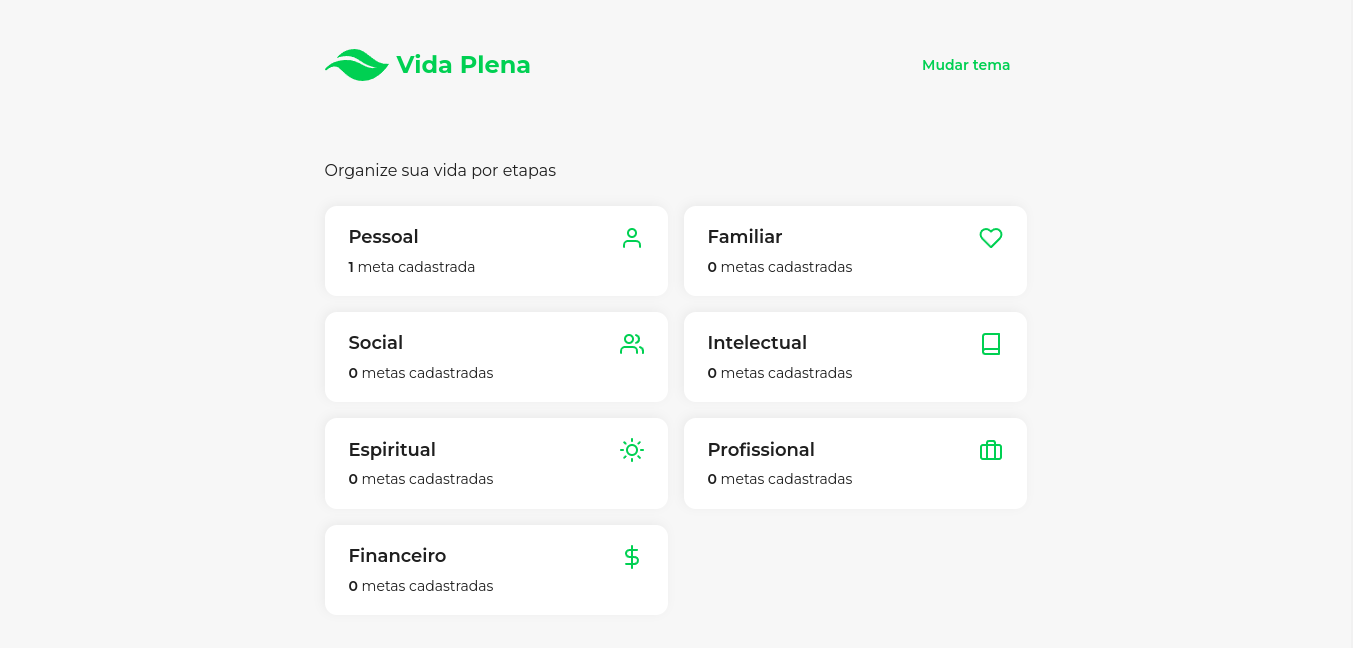 Vida Plena
Mudar tema
Organize sua vida por etapas
Pessoal
1 meta cadastrada
Familiar
0 metas cadastradas
Social
0 metas cadastradas
Intelectual
0 metas cadastradas
Espiritual
0 metas cadastradas
Profissional
0 metas cadastradas
Financeiro
0 metas cadastradas